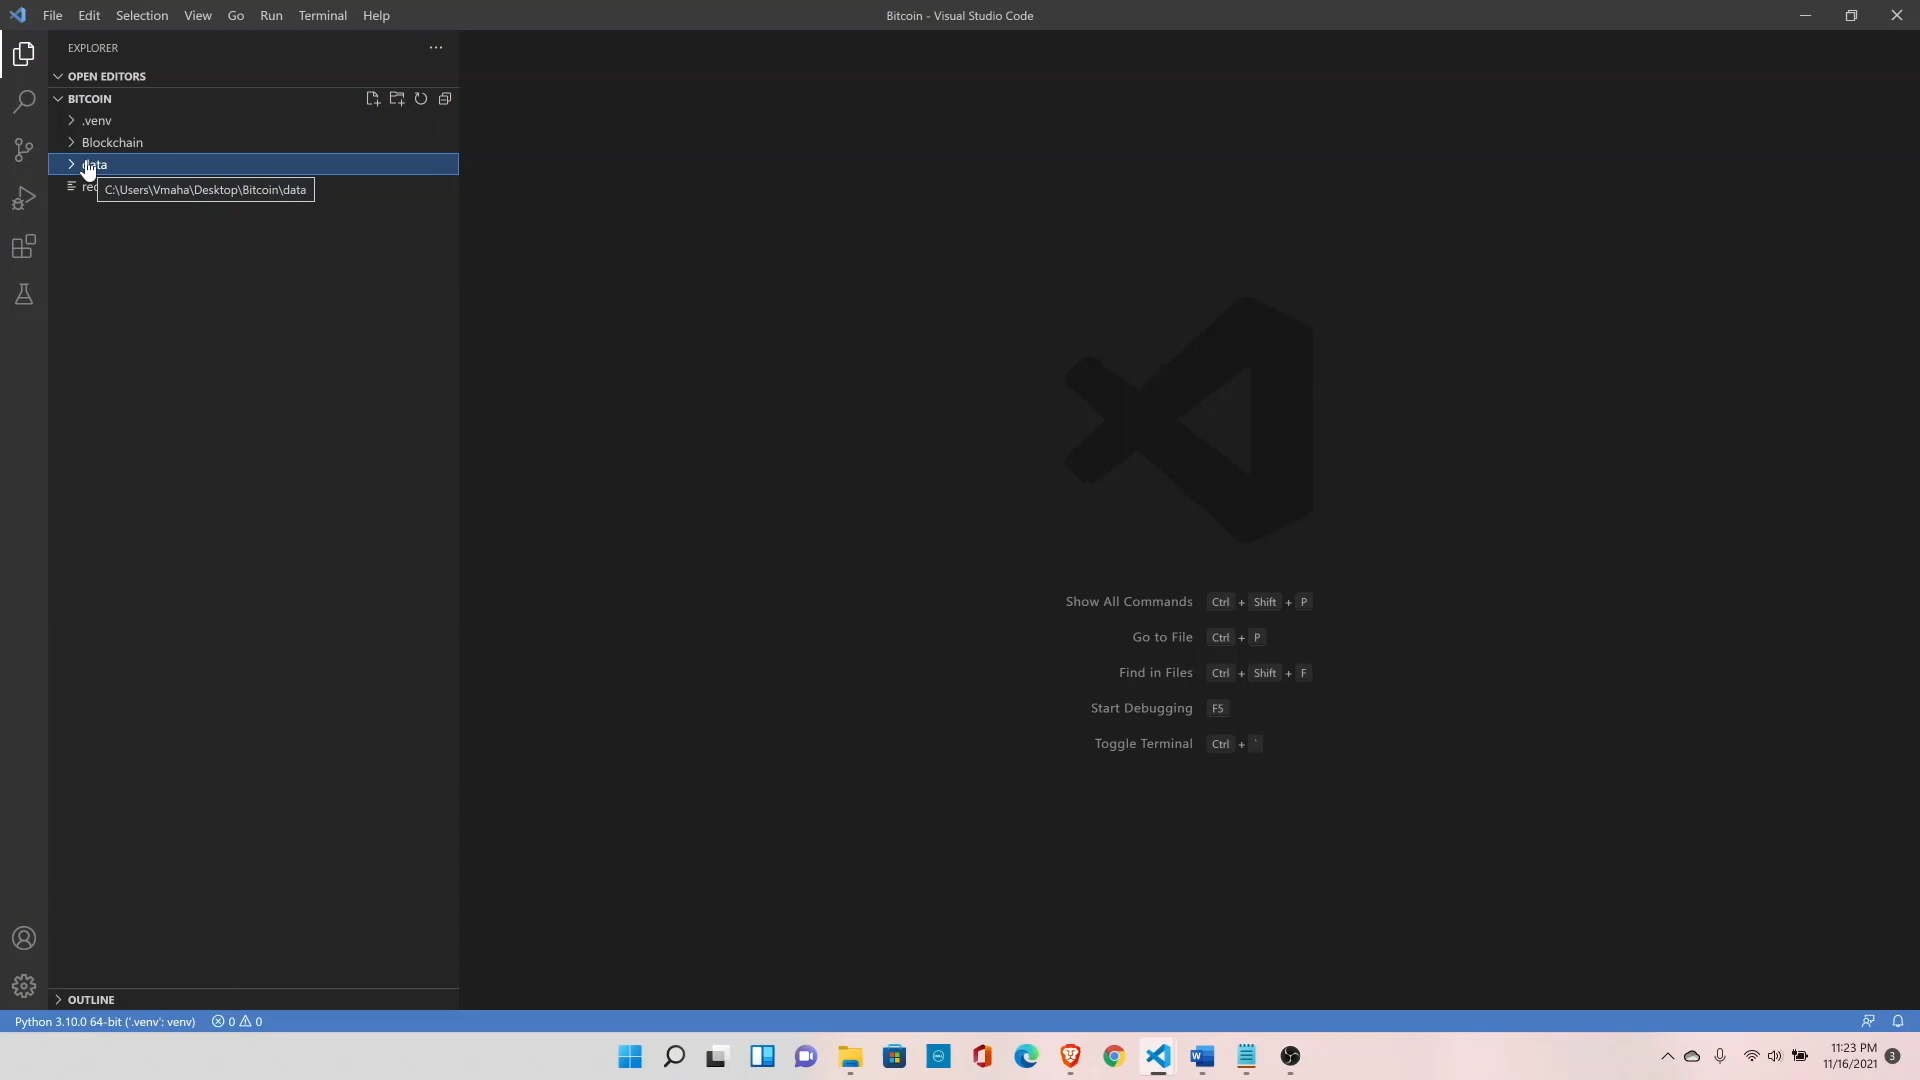 File Edit Selection View Go Run Terminal Help
Bitcoin - Visual Studio Code
EXPLORER
OPEN EDITORS
BITCOIN
.venv
Blockchain
data
C:\Users\Vmaha\Desktop\Bitcoin\data
Show All Commands Ctrl + Shift + P
Go to File Ctrl + P
Find in Files Ctrl + Shift + F
Start Debugging F5
Toggle Terminal Ctrl + `
OUTLINE
Python 3.10.0 64-bit ('.venv': venv) 0 0
11:23 PM
11/16/2021
3